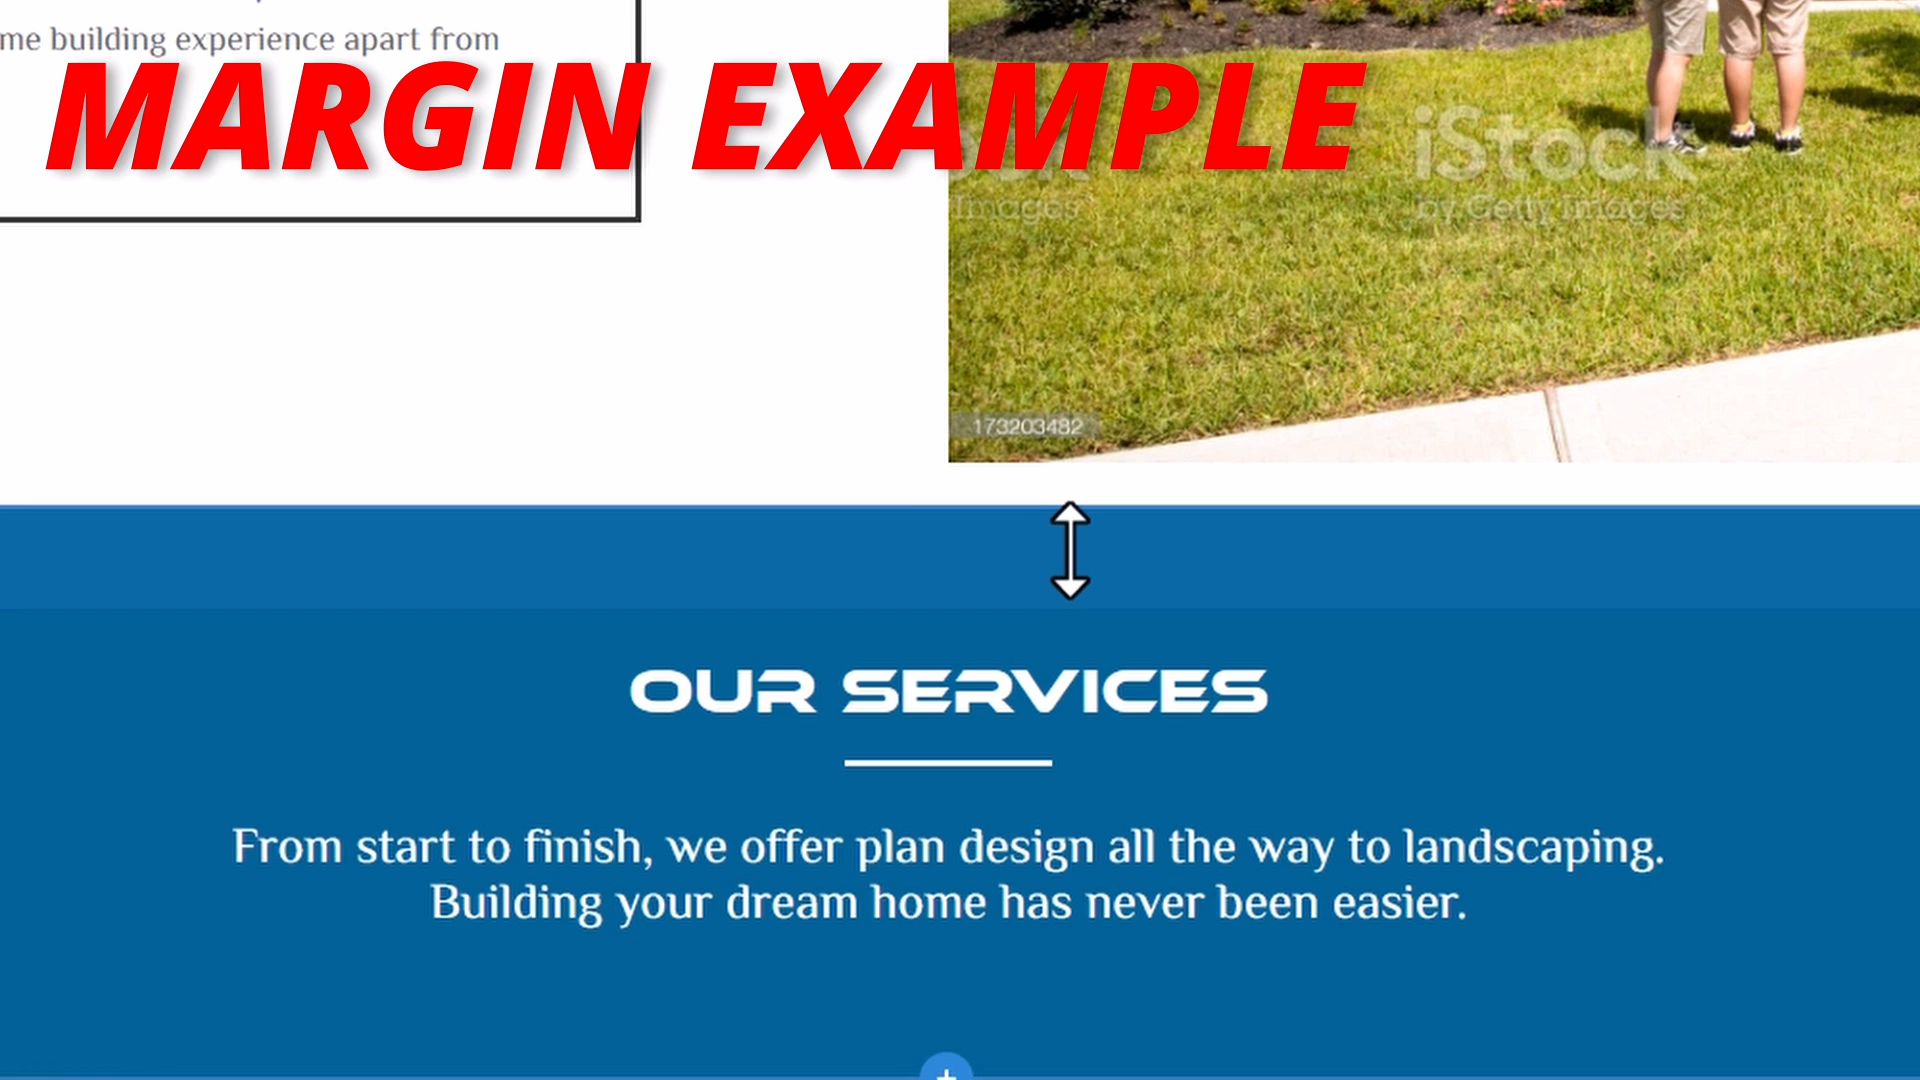 me building experience apart from
MARGIN EXAMPLE
iStock
by Getty Images
Images
173203482
OUR SERVICES
From start to finish, we offer plan design all the way to landscaping.
Building your dream home has never been easier.